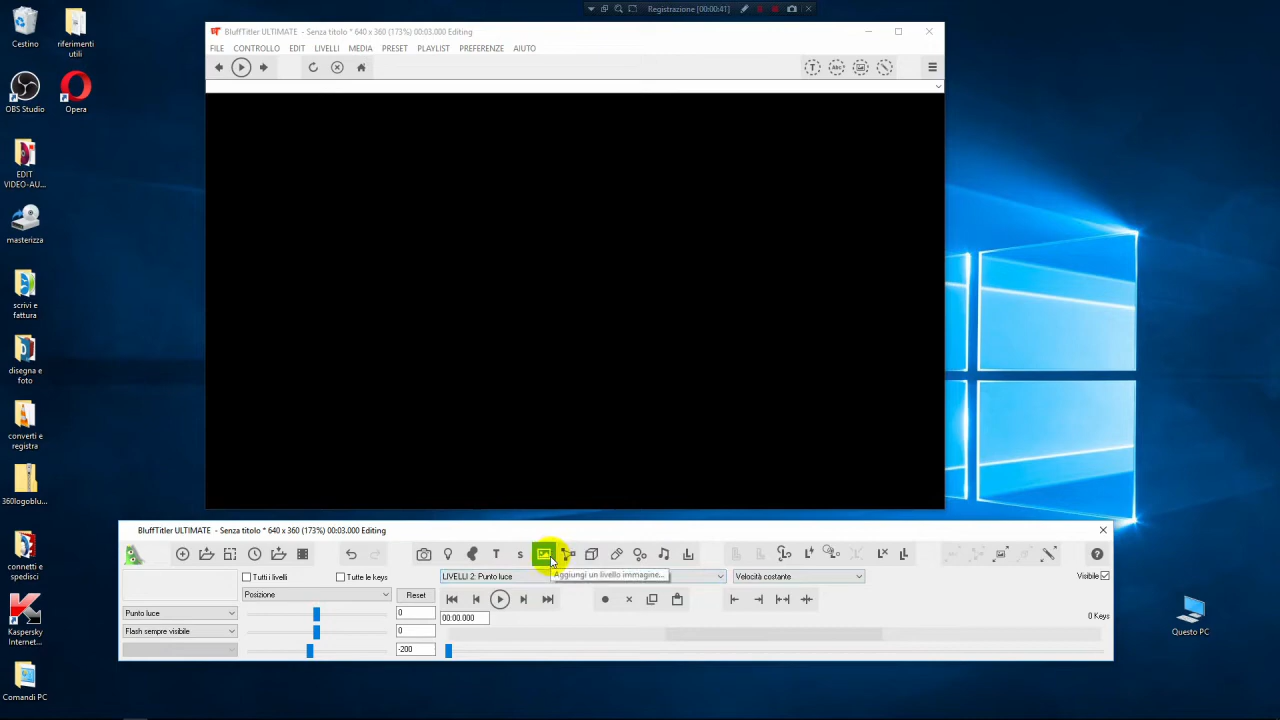 Registrazione [00:00:41]
Cestino
riferimenti
utili
OBS Studio
Opera
EDIT
VIDEO-AU...
masterizza
scrivi e
fattura
disegna e
foto
converti e
registra
360logoblu...
connetti e
spedisci
Kaspersky
Internet...
Comandi PC
BluffTitler ULTIMATE - Senza titolo * 640 x 360 (173%) 00:03.000 Editing
FILE CONTROLLO EDIT LIVELLI MEDIA PRESET PLAYLIST PREFERENZE AIUTO
T Abc
BluffTitler ULTIMATE - Senza titolo * 640 x 360 (173%) 00:03.000 Editing
T S
Aggiungi un livello immagine...
Tutti i livelli Tutte le keys
LIVELLI 2: Punto luce
Velocità costante
Visibile
Posizione
Reset
Punto luce
0
00:00.000
0 Keys
Flash sempre visibile
0
-200
Questo PC